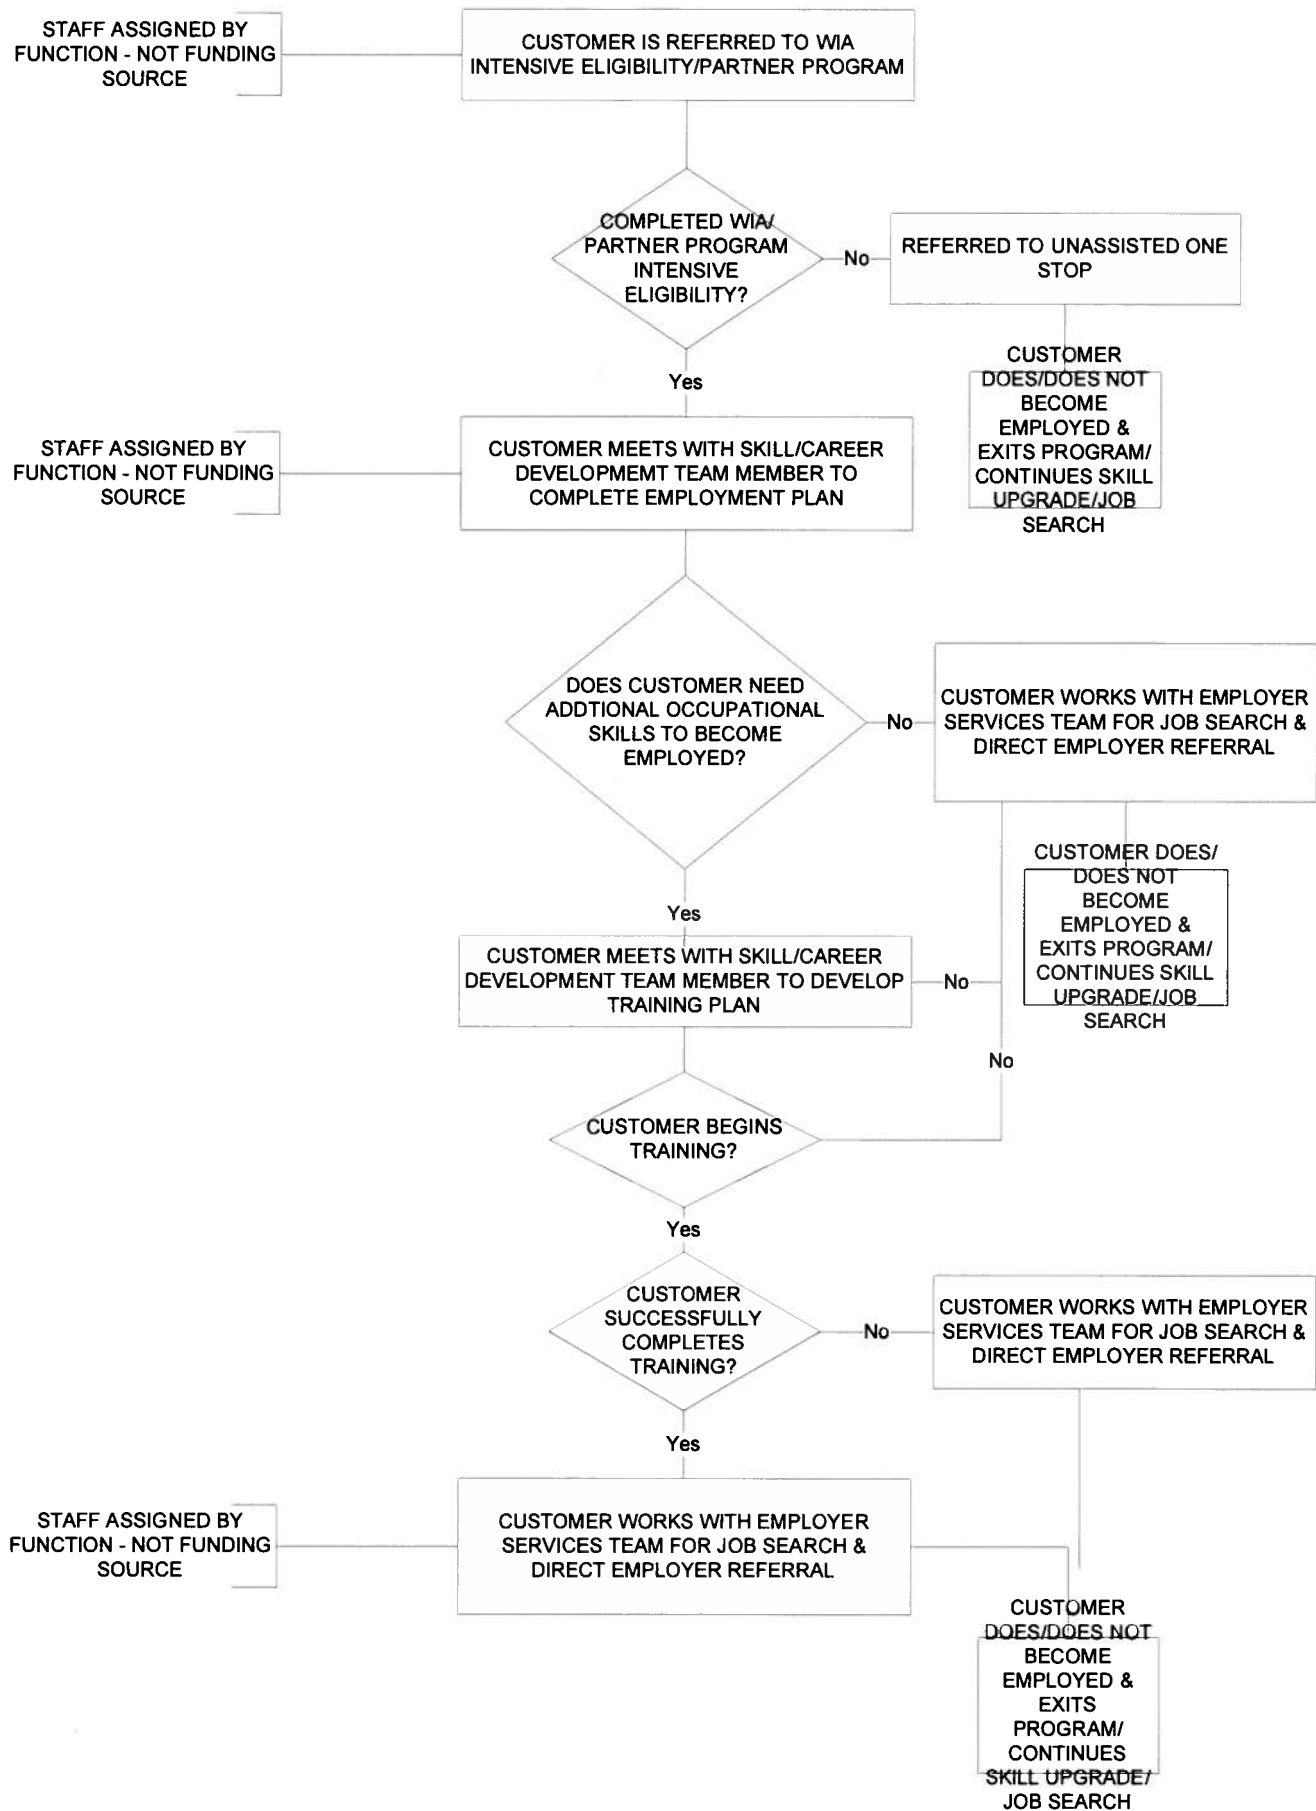 STAFF ASSIGNED BY
FUNCTION - NOT FUNDING
SOURCE
CUSTOMER IS REFERRED TO WIA
INTENSIVE ELIGIBILITY/PARTNER PROGRAM
COMPLETED WIA/
PARTNER PROGRAM
INTENSIVE
ELIGIBILITY?
No
REFERRED TO UNASSISTED ONE
STOP
Yes
CUSTOMER
DOES/DOES NOT
BECOME
EMPLOYED &
EXITS PROGRAM/
CONTINUES SKILL
UPGRADE/JOB
SEARCH
STAFF ASSIGNED BY
FUNCTION - NOT FUNDING
SOURCE
CUSTOMER MEETS WITH SKILL/CAREER
DEVELOPMEMT TEAM MEMBER TO
COMPLETE EMPLOYMENT PLAN
DOES CUSTOMER NEED
ADDTIONAL OCCUPATIONAL
SKILLS TO BECOME
EMPLOYED?
No
CUSTOMER WORKS WITH EMPLOYER
SERVICES TEAM FOR JOB SEARCH &
DIRECT EMPLOYER REFERRAL
CUSTOMER DOES/
DOES NOT
BECOME
EMPLOYED &
EXITS PROGRAM/
CONTINUES SKILL
UPGRADE/JOB
SEARCH
Yes
CUSTOMER MEETS WITH SKILL/CAREER
DEVELOPMENT TEAM MEMBER TO DEVELOP
TRAINING PLAN
No
No
CUSTOMER BEGINS
TRAINING?
Yes
CUSTOMER
SUCCESSFULLY
COMPLETES
TRAINING?
No
CUSTOMER WORKS WITH EMPLOYER
SERVICES TEAM FOR JOB SEARCH &
DIRECT EMPLOYER REFERRAL
Yes
STAFF ASSIGNED BY
FUNCTION - NOT FUNDING
SOURCE
CUSTOMER WORKS WITH EMPLOYER
SERVICES TEAM FOR JOB SEARCH &
DIRECT EMPLOYER REFERRAL
CUSTOMER
DOES/DOES NOT
BECOME
EMPLOYED &
EXITS
PROGRAM/
CONTINUES
SKILL UPGRADE/
JOB SEARCH